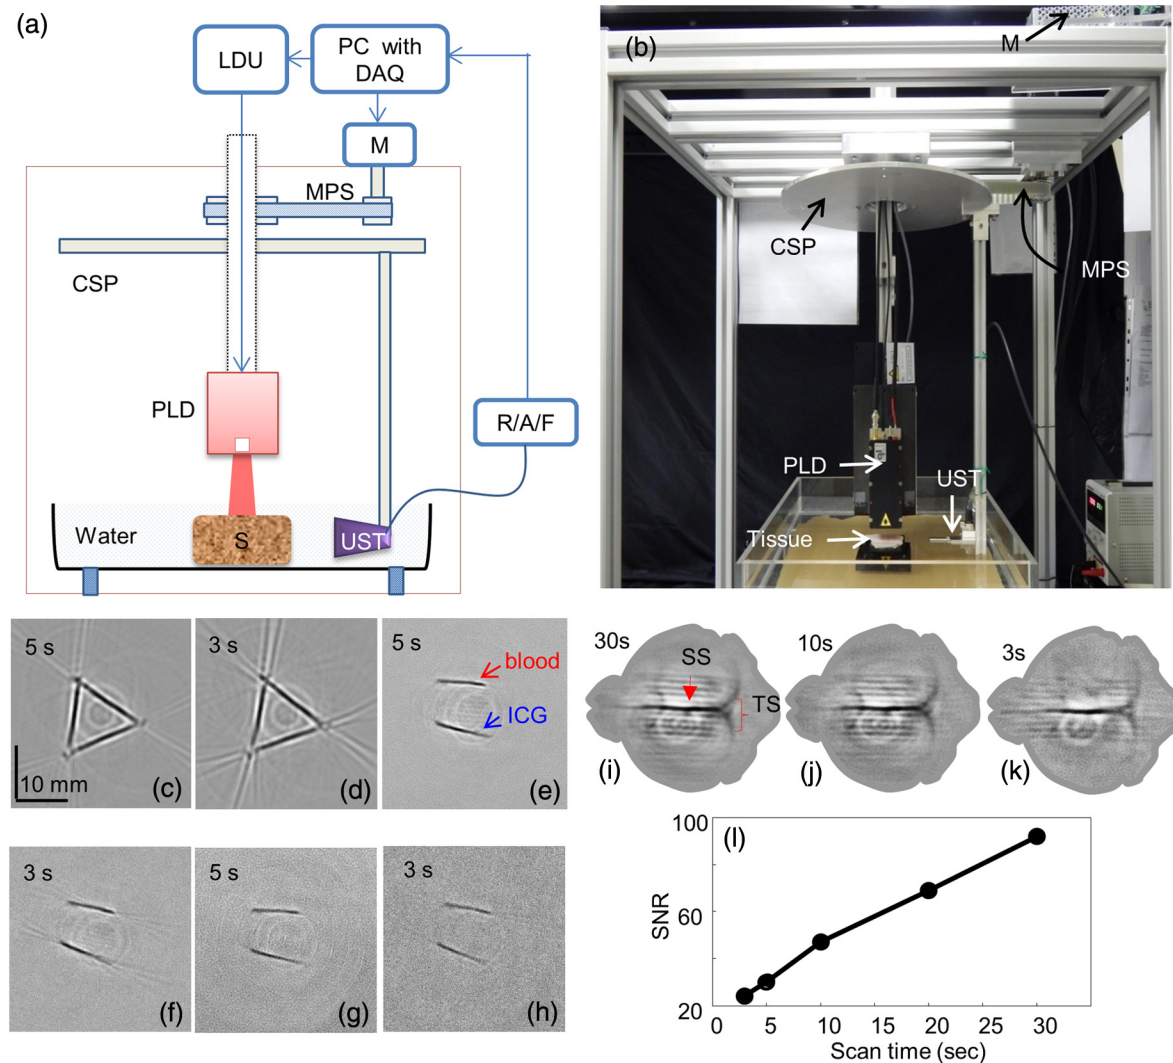 (a)
LDU
PC with
DAQ
M
MPS
CSP
PLD
R/A/F
Water
S
UST
(b)
M
CSP
MPS
PLD
UST
Tissue
5 s
10 mm
(c)
3 s
(d)
5 s
blood
ICG
(e)
30s
SS
TS
(i)
10s
(j)
3s
(k)
3 s
(f)
5 s
(g)
3 s
(h)
(l)
100
60
20
SNR
0 5 10 15 20 25 30
Scan time (sec)